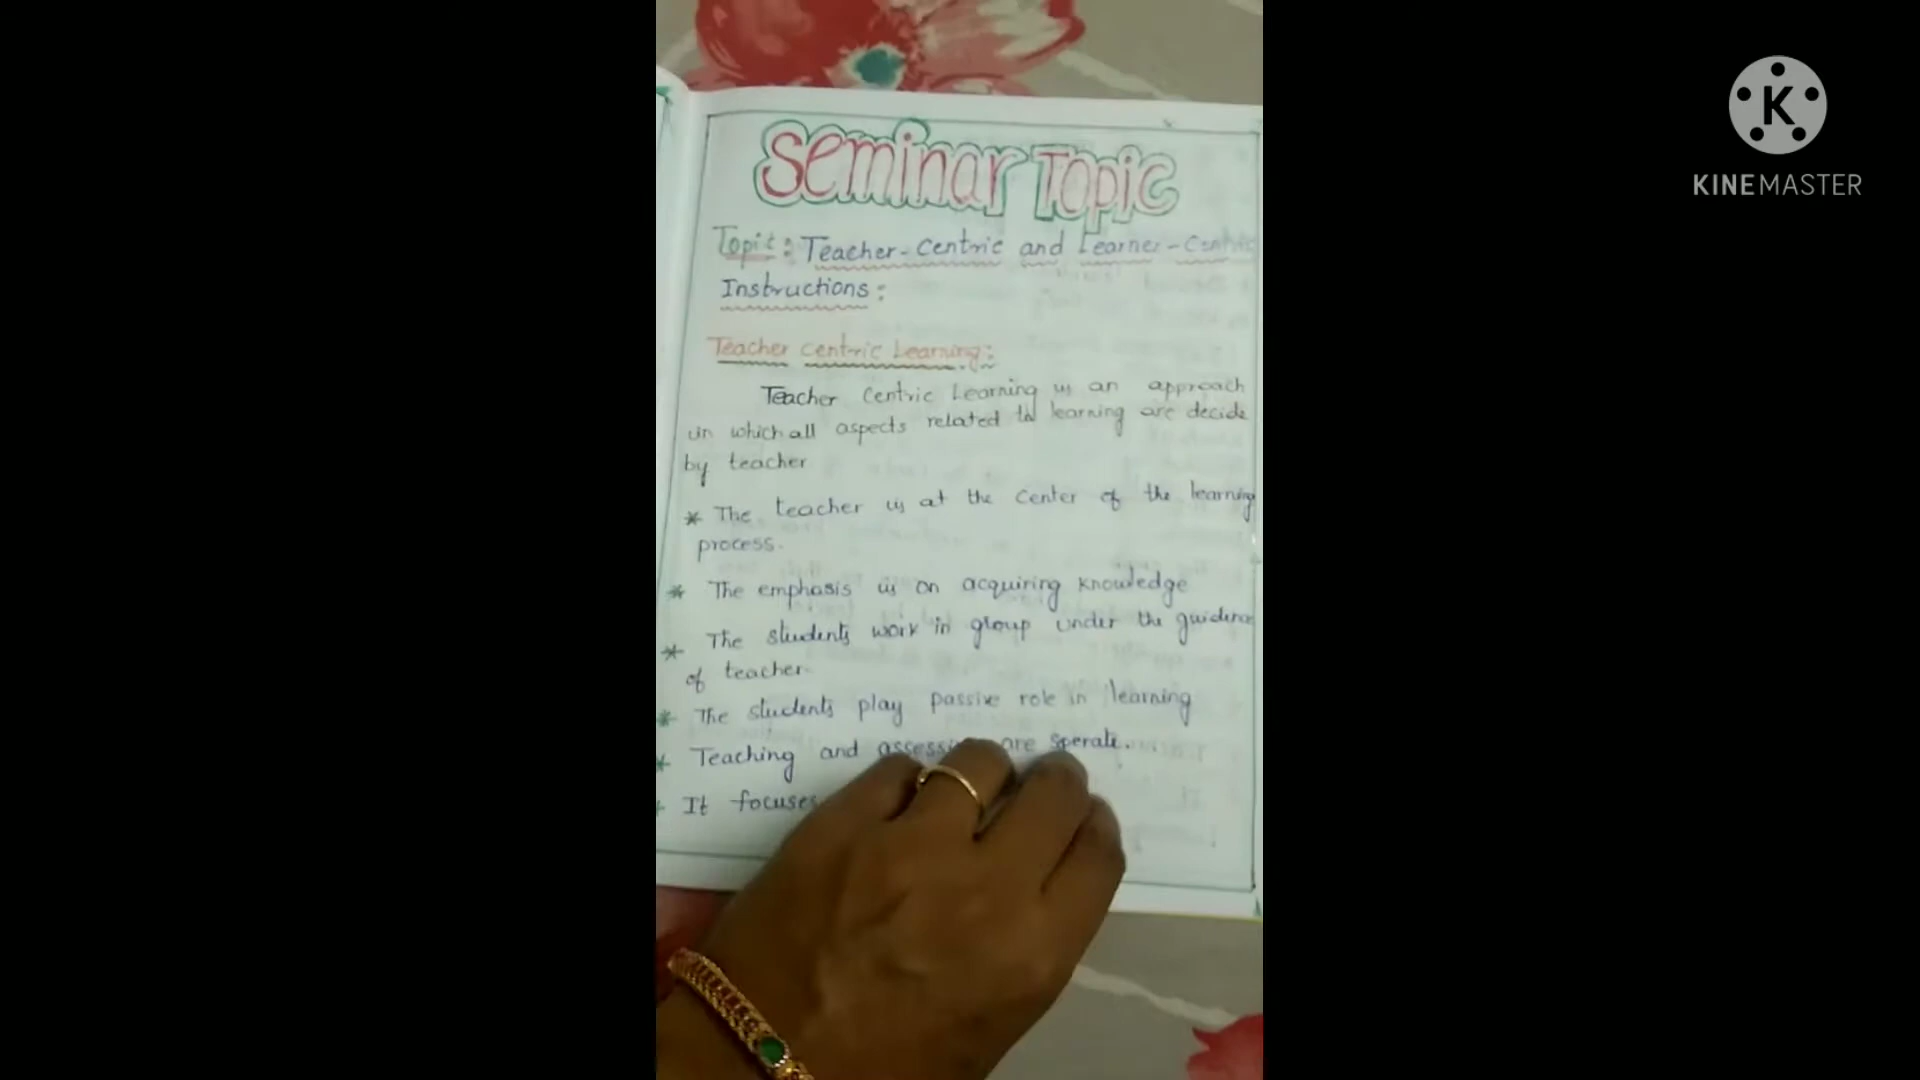 Seminar Topic
Topic: Teacher-Centric and Learner-Centric
Instructions:
Teacher Centric Learning:
Teacher Centric Learning is an approach
in which all aspects related to learning are decide
by teacher
* The teacher is at the center of the learning
process.
* The emphasis is on acquiring knowledge
* The students work in group under the guidence
of teacher.
* The students play passive role in learning
* Teaching and are sperate.
* It focuses
K
KINEMASTER